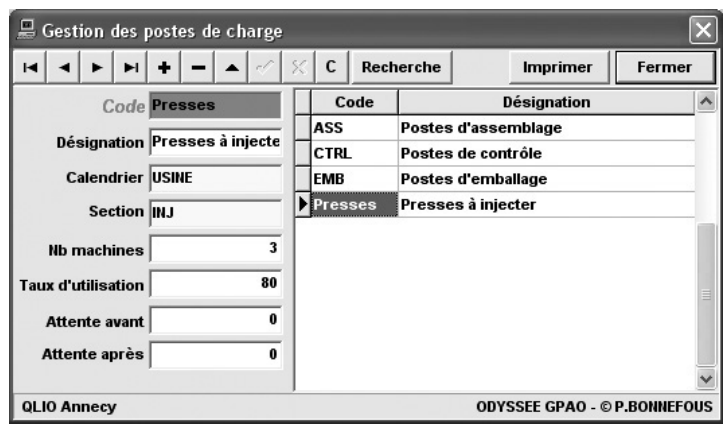 Gestion des postes de charge
C Recherche Imprimer Fermer
Code Presses
Désignation Presses à injecte
Calendrier USINE
Section INJ
Nb machines 3
Taux d'utilisation 80
Attente avant 0
Attente après 0
Code Désignation
ASS Postes d'assemblage
CTRL Postes de contrôle
EMB Postes d'emballage
Presses Presses à injecter
QLIO Annecy ODYSSEE GPAO - © P.BONNEFOUS